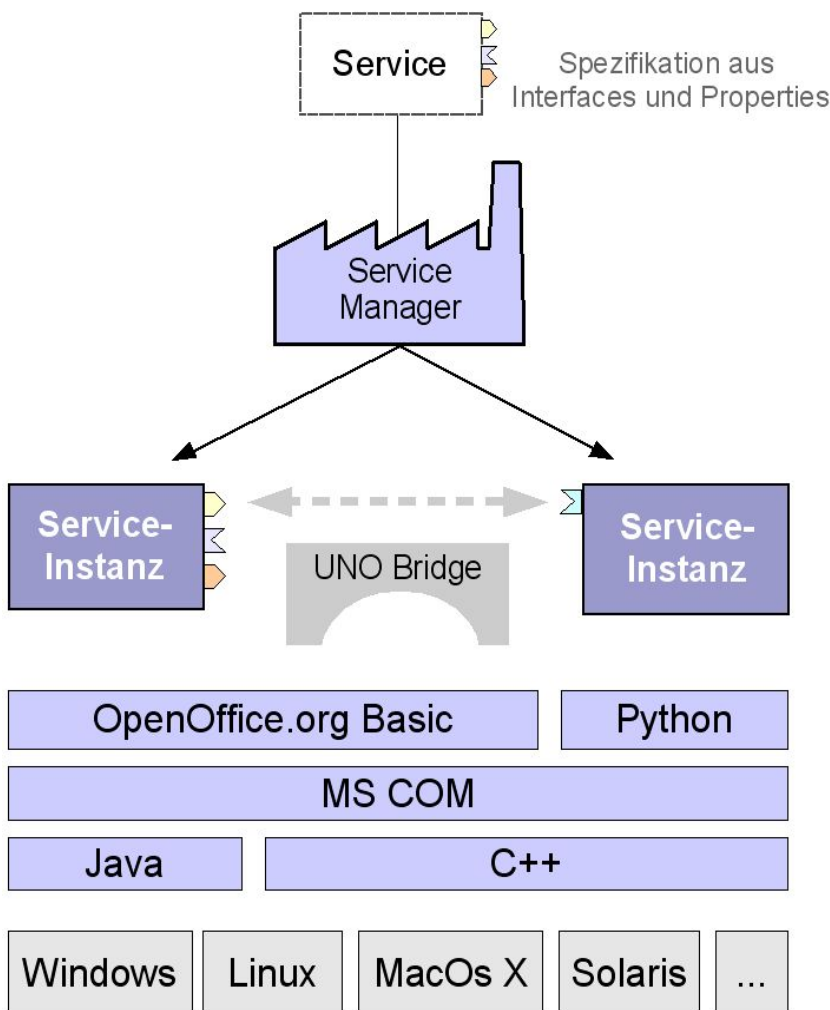 Service
Spezifikation aus
Interfaces und Properties
Service
Manager
Service-
Instanz
UNO Bridge
Service-
Instanz
OpenOffice.org Basic
Python
MS COM
Java
C++
Windows
Linux
MacOs X
Solaris
...